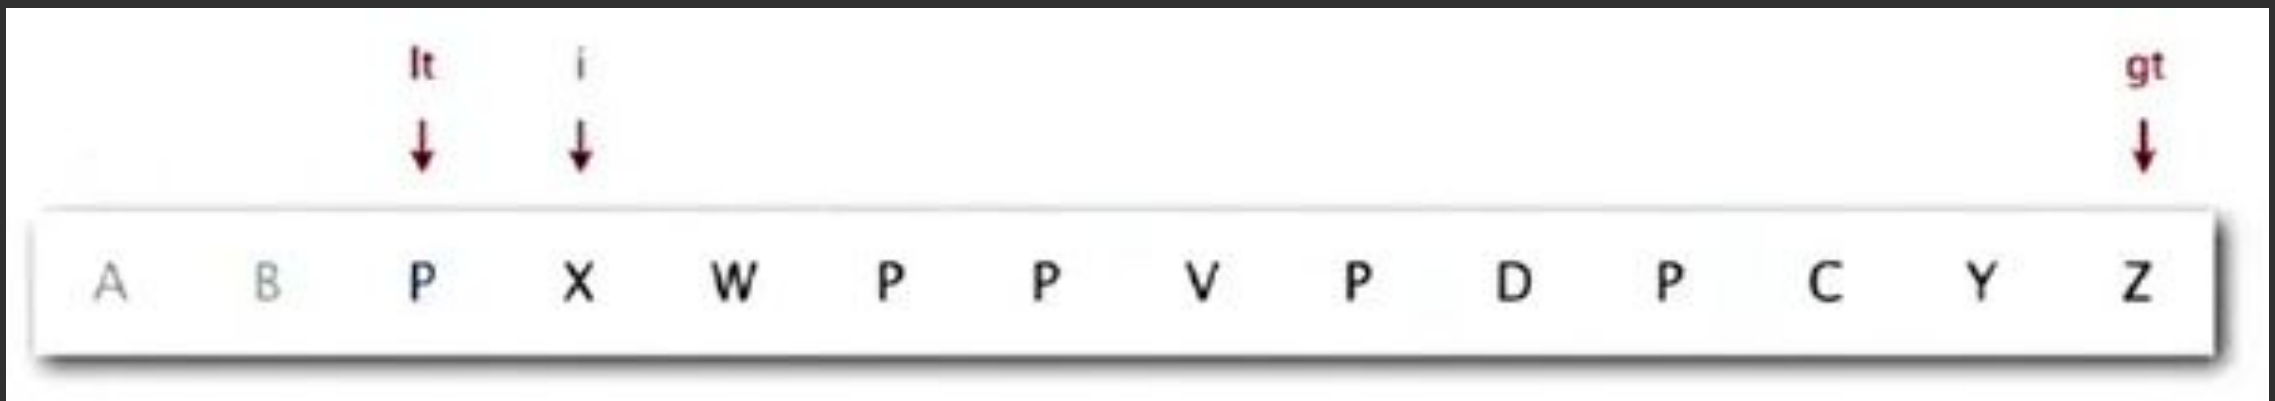 lt i gt
A B P X W P P V P D P C Y Z